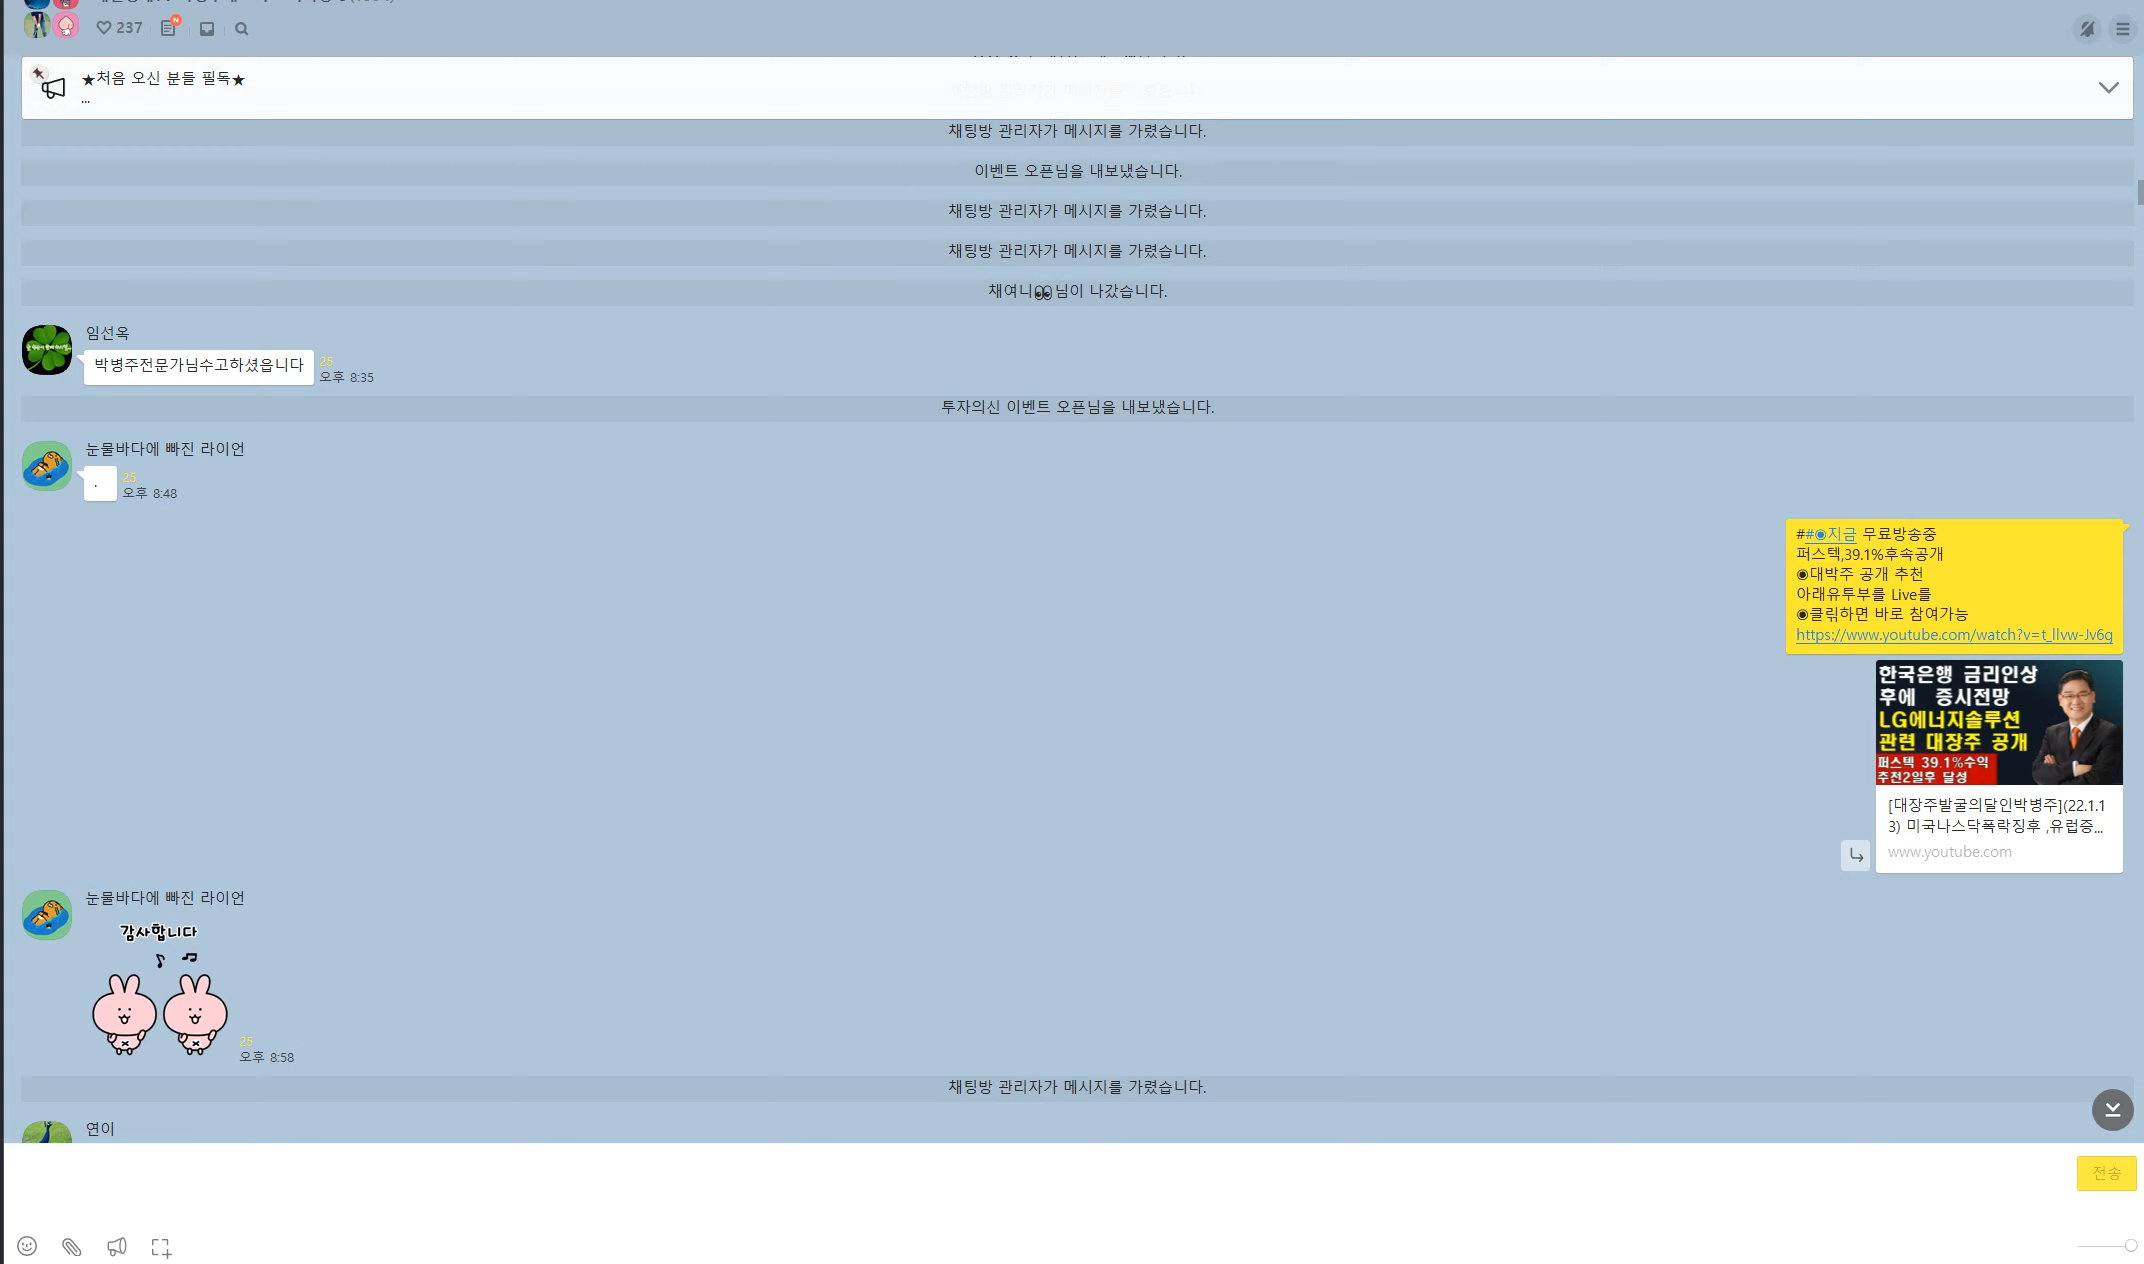 237
N
★처음 오신 분들 필독★
...
채팅방 관리자가 메시지를 가렸습니다.
이벤트 오픈님을 내보냈습니다.
채팅방 관리자가 메시지를 가렸습니다.
채팅방 관리자가 메시지를 가렸습니다.
채여니👀님이 나갔습니다.
임선옥
박병주전문가님수고하셨읍니다
25
오후 8:35
투자의신 이벤트 오픈님을 내보냈습니다.
눈물바다에 빠진 라이언
.
25
오후 8:48
##◉지금 무료방송중
퍼스텍,39.1%후속공개
◉대박주 공개 추천
아래유투부를 Live를
◉클릭하면 바로 참여가능
https://www.youtube.com/watch?v=t_llvw-Jv6g
한국은행 금리인상
후에 증시전망
LG에너지솔루션
관련 대장주 공개
퍼스텍 39.1%수익
추천2일후 달성
[대장주발굴의달인박병주](22.1.1
3) 미국나스닥폭락징후 ,유럽증...
www.youtube.com
눈물바다에 빠진 라이언
감사합니다
25
오후 8:58
채팅방 관리자가 메시지를 가렸습니다.
연이
전송